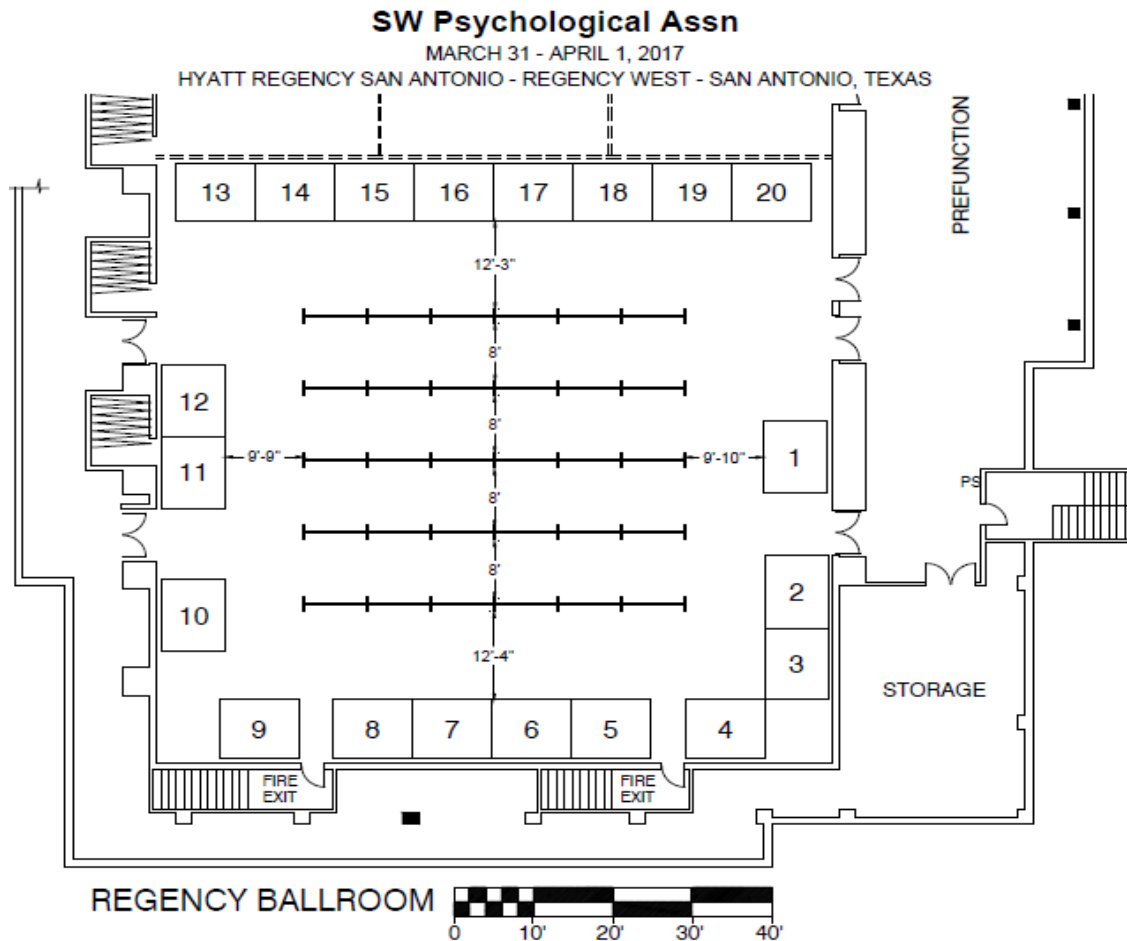 SW Psychological Assn
MARCH 31 - APRIL 1, 2017
HYATT REGENCY SAN ANTONIO - REGENCY WEST - SAN ANTONIO, TEXAS
PREFUNCTION
13 14 15 16 17 18 19 20
12'-3"
8'
12
8'
11 9'-9" 9'-10" 1
PS
8'
8'
10
2
12'-4"
3
STORAGE
9 8 7 6 5 4
FIRE
EXIT
FIRE
EXIT
REGENCY BALLROOM
0 10' 20' 30' 40'